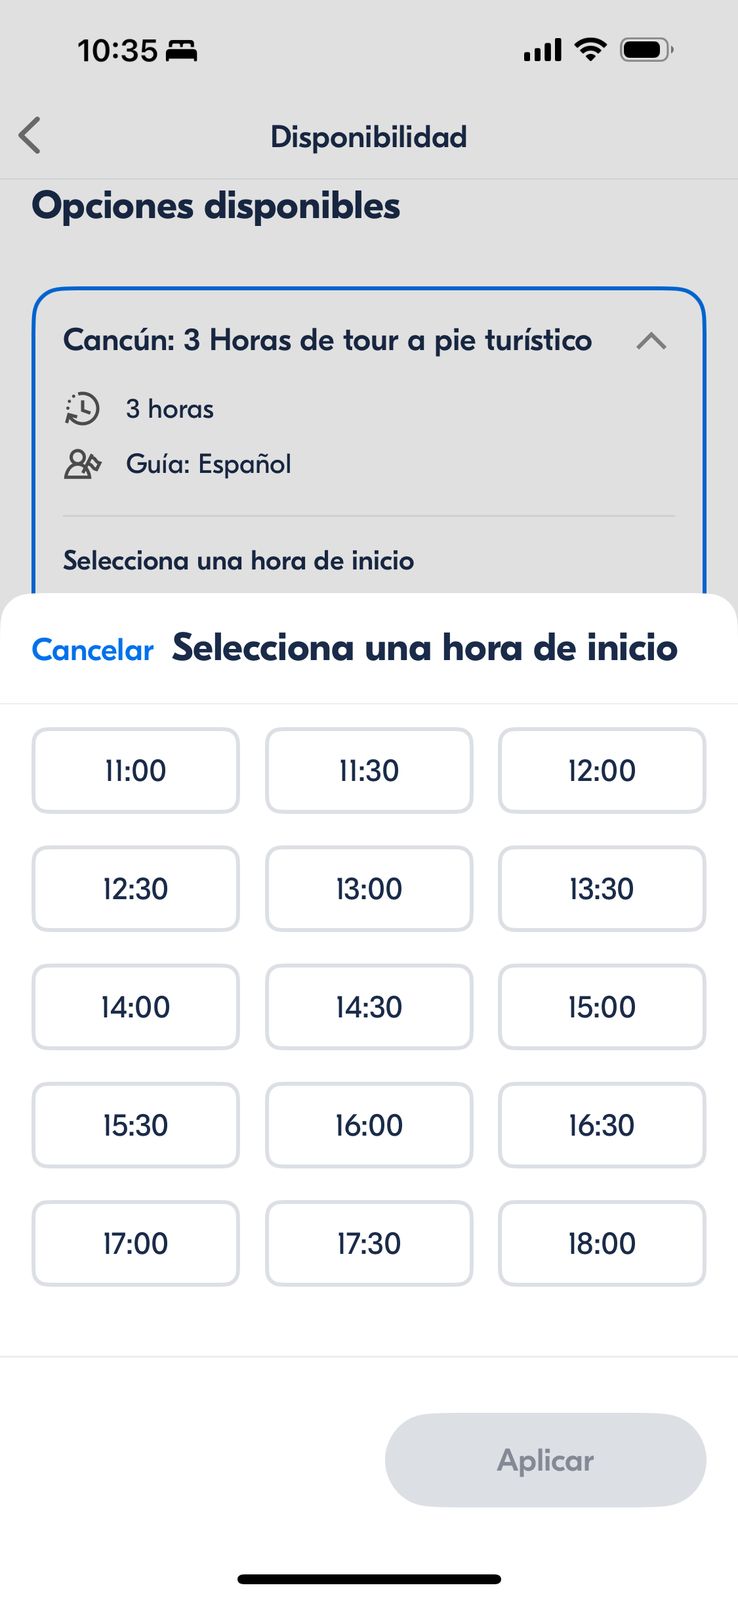 10:35
Disponibilidad
Opciones disponibles
Cancún: 3 Horas de tour a pie turístico
3 horas
Guía: Español
Selecciona una hora de inicio
Cancelar Selecciona una hora de inicio
11:00 11:30 12:00
12:30 13:00 13:30
14:00 14:30 15:00
15:30 16:00 16:30
17:00 17:30 18:00
Aplicar